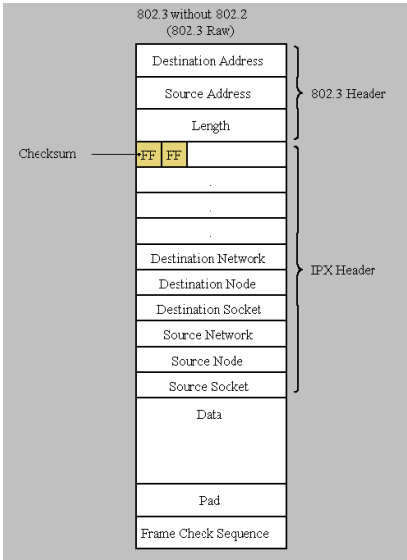 802.3 without 802.2
(802.3 Raw)
Destination Address
Source Address
802.3 Header
Length
Checksum
FF FF
.
.
.
Destination Network
Destination Node
IPX Header
Destination Socket
Source Network
Source Node
Source Socket
Data
Pad
Frame Check Sequence